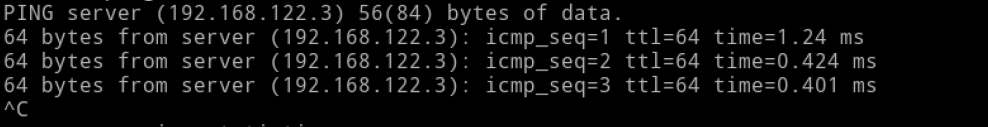 PING server (192.168.122.3) 56(84) bytes of data.
64 bytes from server (192.168.122.3): icmp_seq=1 ttl=64 time=1.24 ms
64 bytes from server (192.168.122.3): icmp_seq=2 ttl=64 time=0.424 ms
64 bytes from server (192.168.122.3): icmp_seq=3 ttl=64 time=0.401 ms
^C